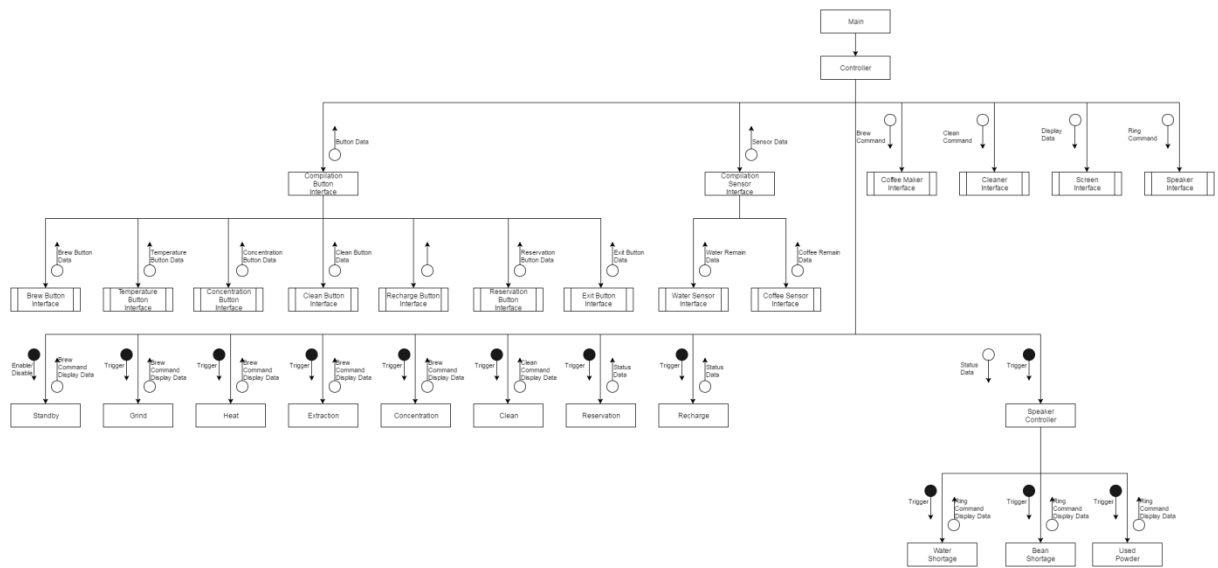 Main
Controller
Button Data
Sensor Data
Brew
Command
Clean
Command
Display
Data
Ring
Command
Compilation
Button
Interface
Compilation
Sensor
Interface
Coffee Maker
Interface
Cleaner
Interface
Screen
Interface
Speaker
Interface
Brew Button
Data
Temperature
Button Data
Concentration
Button Data
Clean Button
Data
Reservation
Button Data
Exit Button
Data
Water Remain
Data
Coffee Remain
Data
Brew Button
Interface
Temperature
Button
Interface
Concentration
Button
Interface
Clean Button
Interface
Recharge Button
Interface
Reservation
Button
Interface
Exit Button
Interface
Water Sensor
Interface
Coffee Sensor
Interface
Enable/
Disable
Brew
Command
Display Data
Trigger
Brew
Command
Display Data
Trigger
Brew
Command
Display Data
Trigger
Brew
Command
Display Data
Trigger
Brew
Command
Display Data
Trigger
Clean
Command
Display Data
Trigger
Status
Data
Trigger
Status
Data
Status
Data
Trigger
Standby
Grind
Heat
Extraction
Concentration
Clean
Reservation
Recharge
Speaker
Controller
Trigger
Ring
Command
Display Data
Trigger
Ring
Command
Display Data
Trigger
Ring
Command
Display Data
Water
Shortage
Bean
Shortage
Used
Powder